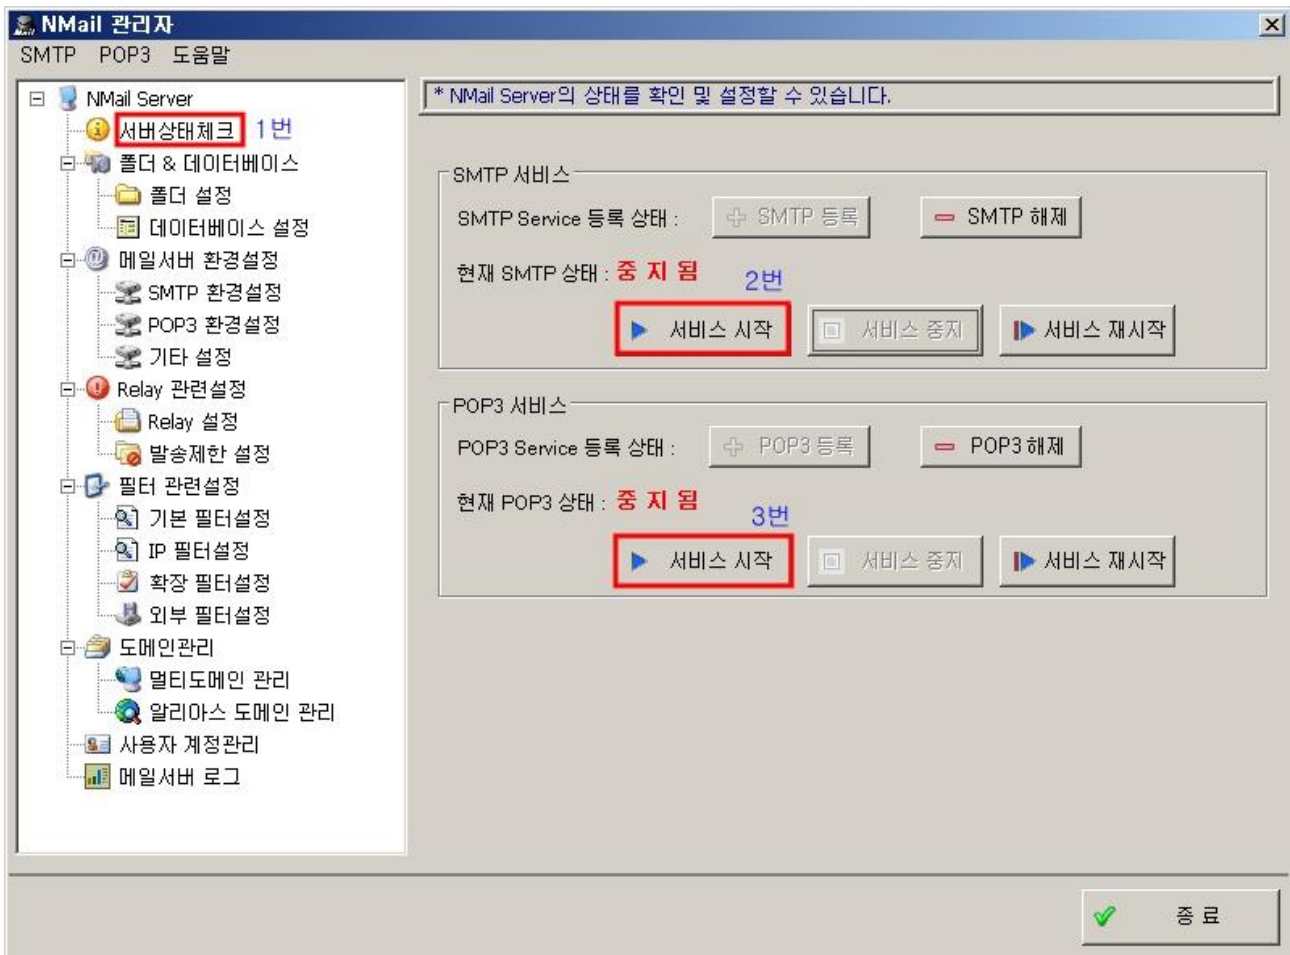 NMail 관리자
SMTP POP3 도움말
NMail Server
서버상태체크 1번
폴더 & 데이터베이스
폴더 설정
데이터베이스 설정
메일서버 환경설정
SMTP 환경설정
POP3 환경설정
기타 설정
Relay 관련설정
Relay 설정
발송제한 설정
필터 관련설정
기본 필터설정
IP 필터설정
확장 필터설정
외부 필터설정
도메인관리
멀티도메인 관리
알리아스 도메인 관리
사용자 계정관리
메일서버 로그
* NMail Server의 상태를 확인 및 설정할 수 있습니다.
SMTP 서비스
SMTP Service 등록 상태 : SMTP 등록 SMTP 해제
현재 SMTP 상태 : 중 지 됨 2번
서비스 시작 서비스 중지 서비스 재시작
POP3 서비스
POP3 Service 등록 상태 : POP3 등록 POP3 해제
현재 POP3 상태 : 중 지 됨 3번
서비스 시작 서비스 중지 서비스 재시작
종 료